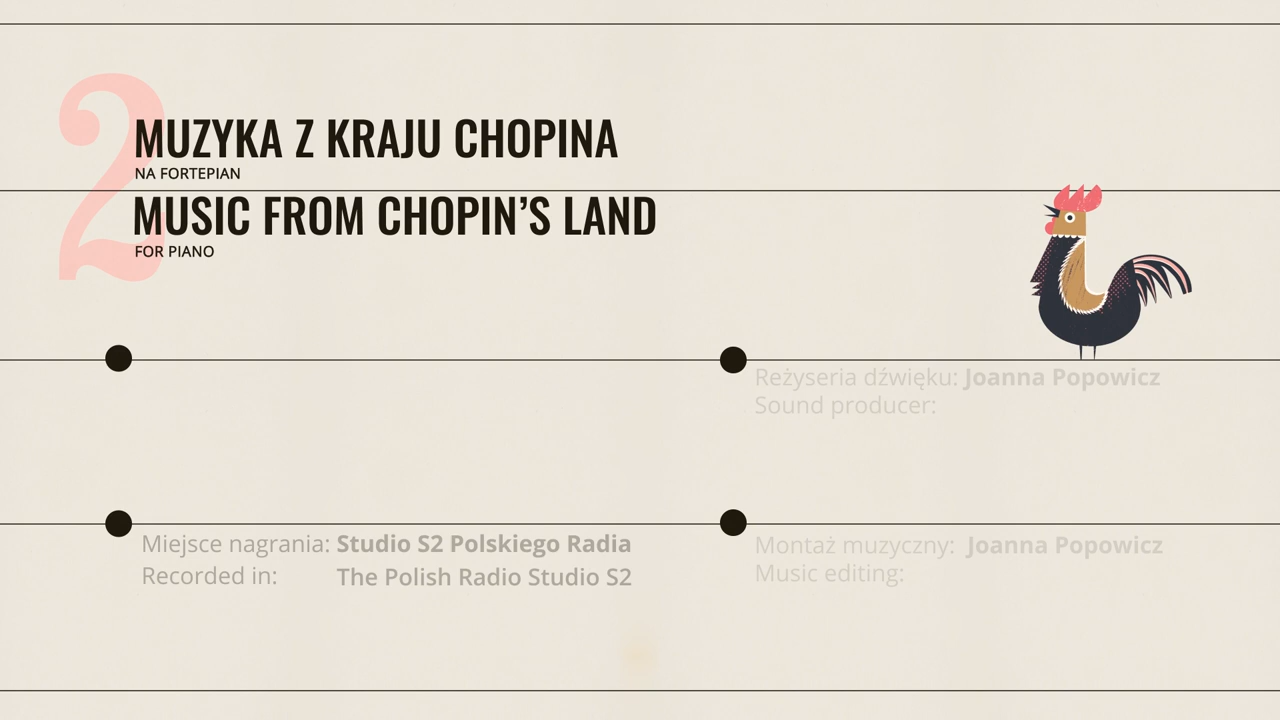 2
MUZYKA Z KRAJU CHOPINA
NA FORTEPIAN
MUSIC FROM CHOPIN’S LAND
FOR PIANO
Reżyseria dźwięku: Joanna Popowicz
Sound producer:
Miejsce nagrania: Studio S2 Polskiego Radia
Recorded in: The Polish Radio Studio S2
Montaż muzyczny: Joanna Popowicz
Music editing: